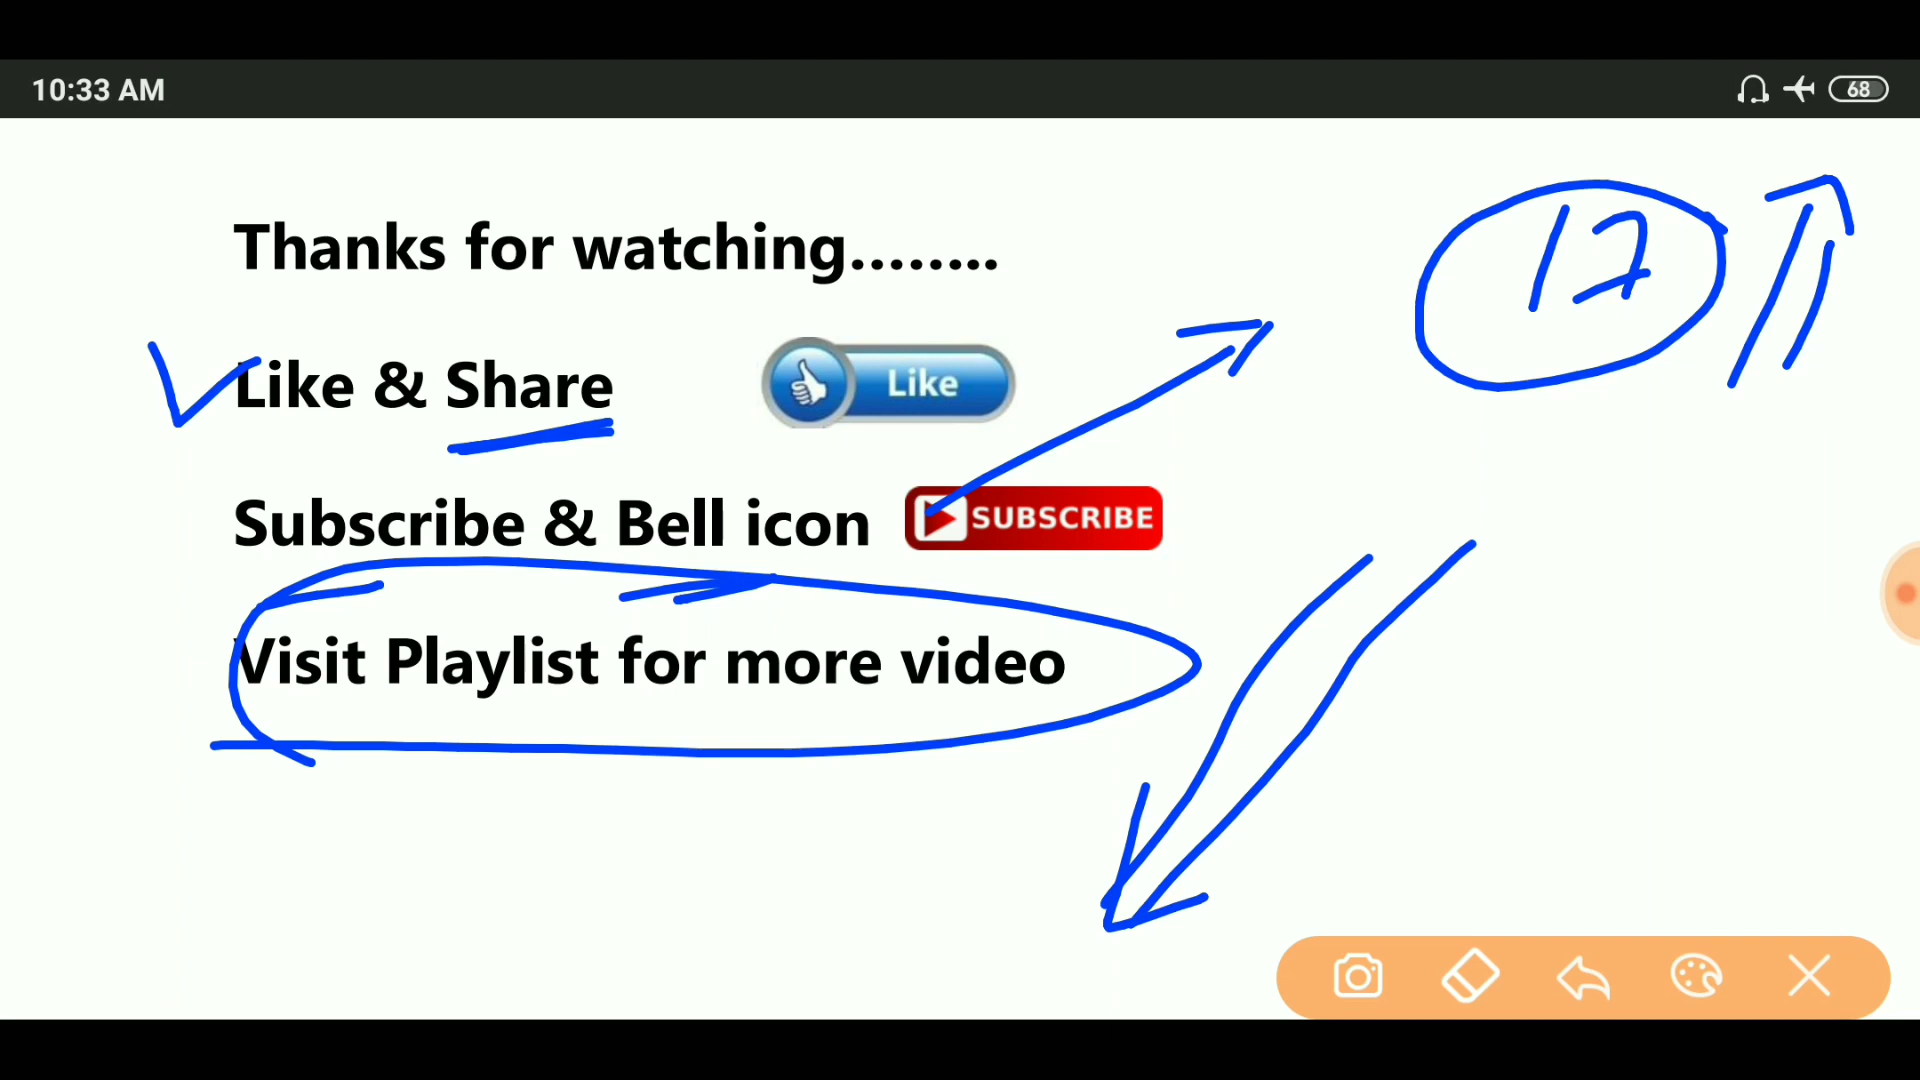 10:33 AM
68
17
Thanks for watching........
Like & Share
Like
Subscribe & Bell icon
SUBSCRIBE
Visit Playlist for more video